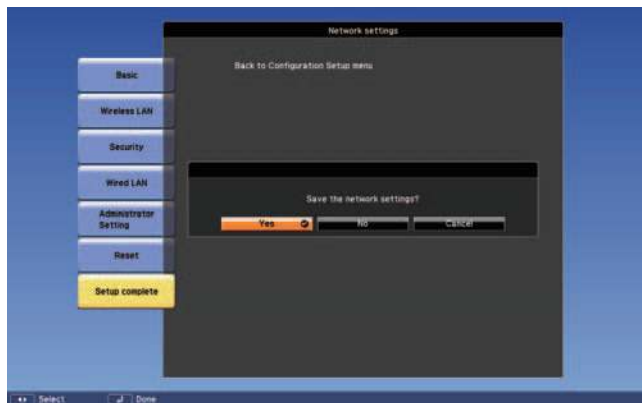 Network settings
Back to Configuration Setup menu
Basic
Wireless LAN
Security
Wired LAN
Administrator
Setting
Reset
Setup complete
Save the network settings?
Yes No Cancel
Select Done